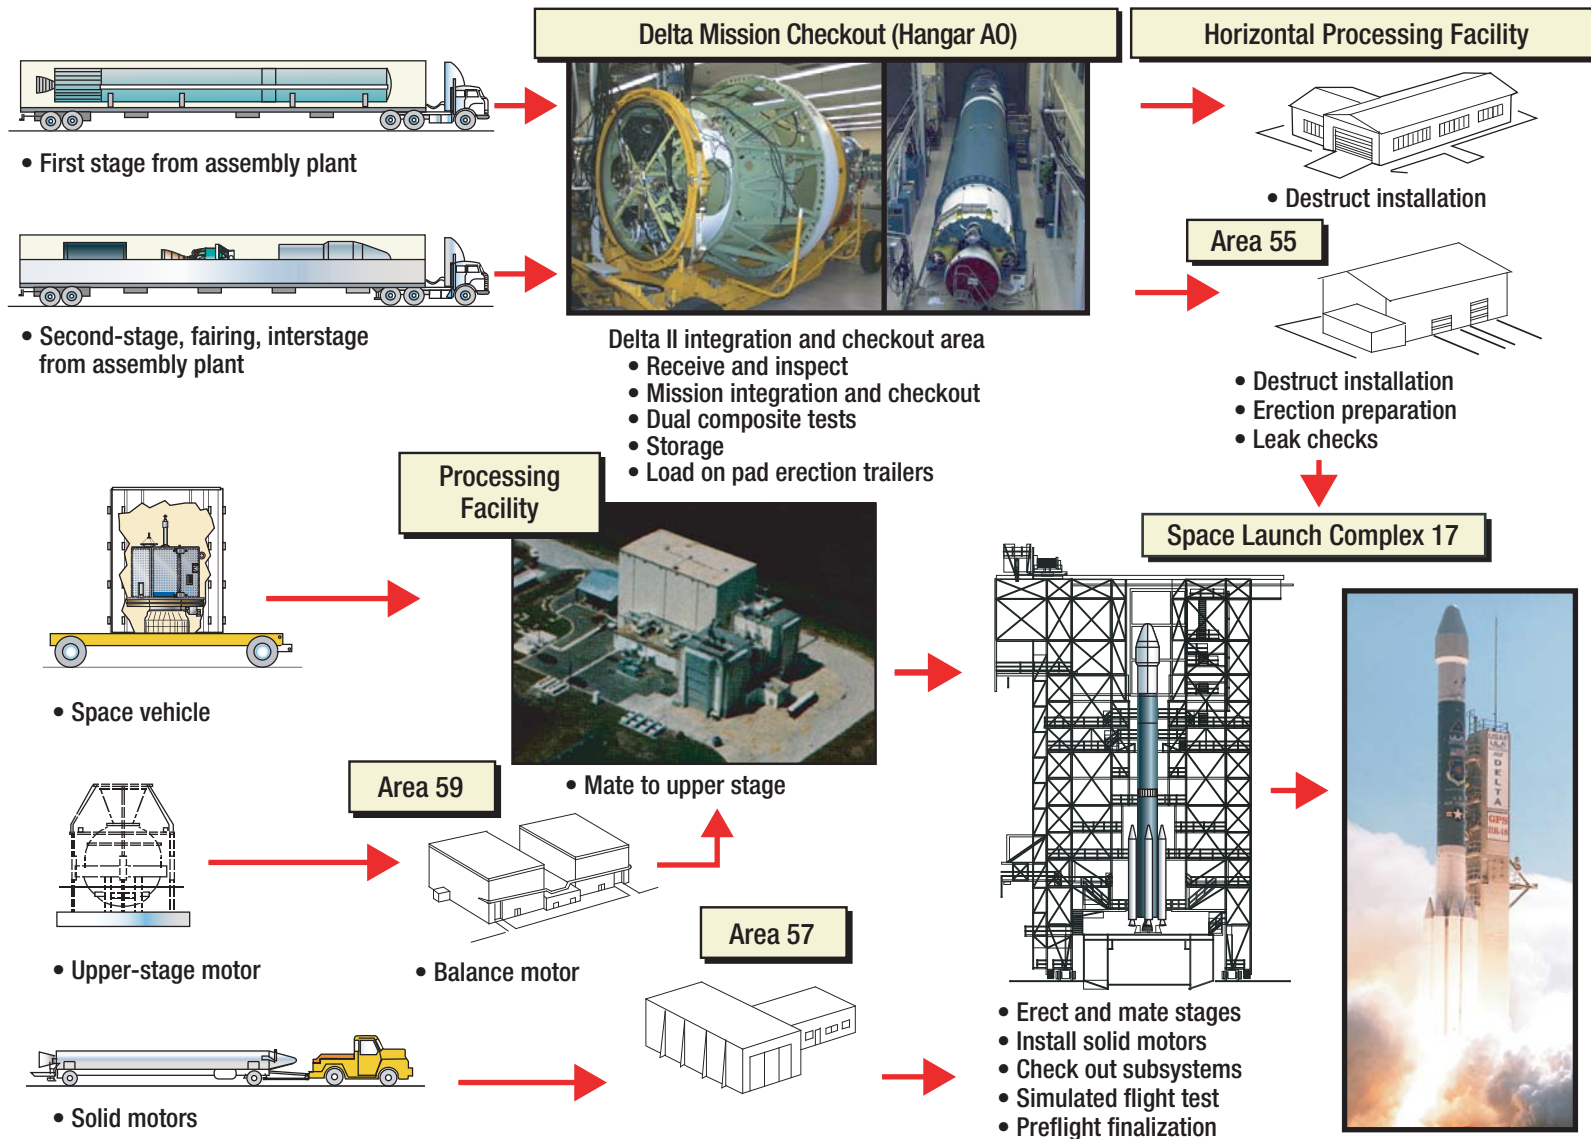 Delta Mission Checkout (Hangar AO)
Horizontal Processing Facility
• First stage from assembly plant
• Destruct installation
Area 55
• Second-stage, fairing, interstage
from assembly plant
Delta II integration and checkout area
• Receive and inspect
• Mission integration and checkout
• Dual composite tests
• Storage
• Load on pad erection trailers
• Destruct installation
• Erection preparation
• Leak checks
Processing
Facility
Space Launch Complex 17
• Space vehicle
• Mate to upper stage
Area 59
• Upper-stage motor
• Balance motor
Area 57
• Solid motors
• Erect and mate stages
• Install solid motors
• Check out subsystems
• Simulated flight test
• Preflight finalization
DELTA
GPS